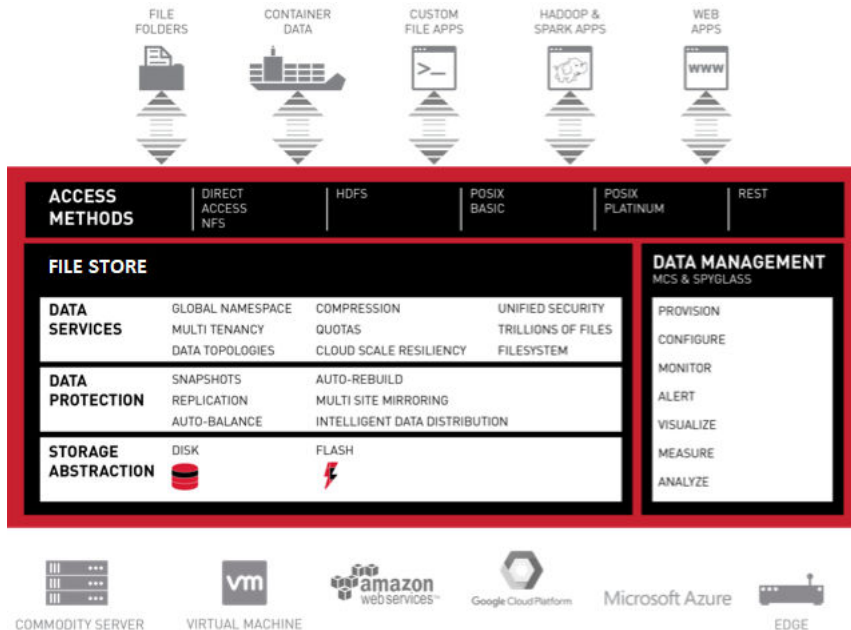 FILE
FOLDERS
CONTAINER
DATA
CUSTOM
FILE APPS
HADOOP &
SPARK APPS
WEB
APPS
>_
www
ACCESS
METHODS
DIRECT
ACCESS
NFS
HDFS
POSIX
BASIC
POSIX
PLATINUM
REST
FILE STORE
DATA
SERVICES
GLOBAL NAMESPACE
MULTI TENANCY
DATA TOPOLOGIES
COMPRESSION
QUOTAS
CLOUD SCALE RESILIENCY
UNIFIED SECURITY
TRILLIONS OF FILES
FILESYSTEM
DATA
PROTECTION
SNAPSHOTS
REPLICATION
AUTO-BALANCE
AUTO-REBUILD
MULTI SITE MIRRORING
INTELLIGENT DATA DISTRIBUTION
STORAGE
ABSTRACTION
DISK
FLASH
DATA MANAGEMENT
MCS & SPYGLASS
PROVISION
CONFIGURE
MONITOR
ALERT
VISUALIZE
MEASURE
ANALYZE
COMMODITY SERVER
vm
VIRTUAL MACHINE
amazon
webservices™
Google Cloud Platform
Microsoft Azure
EDGE